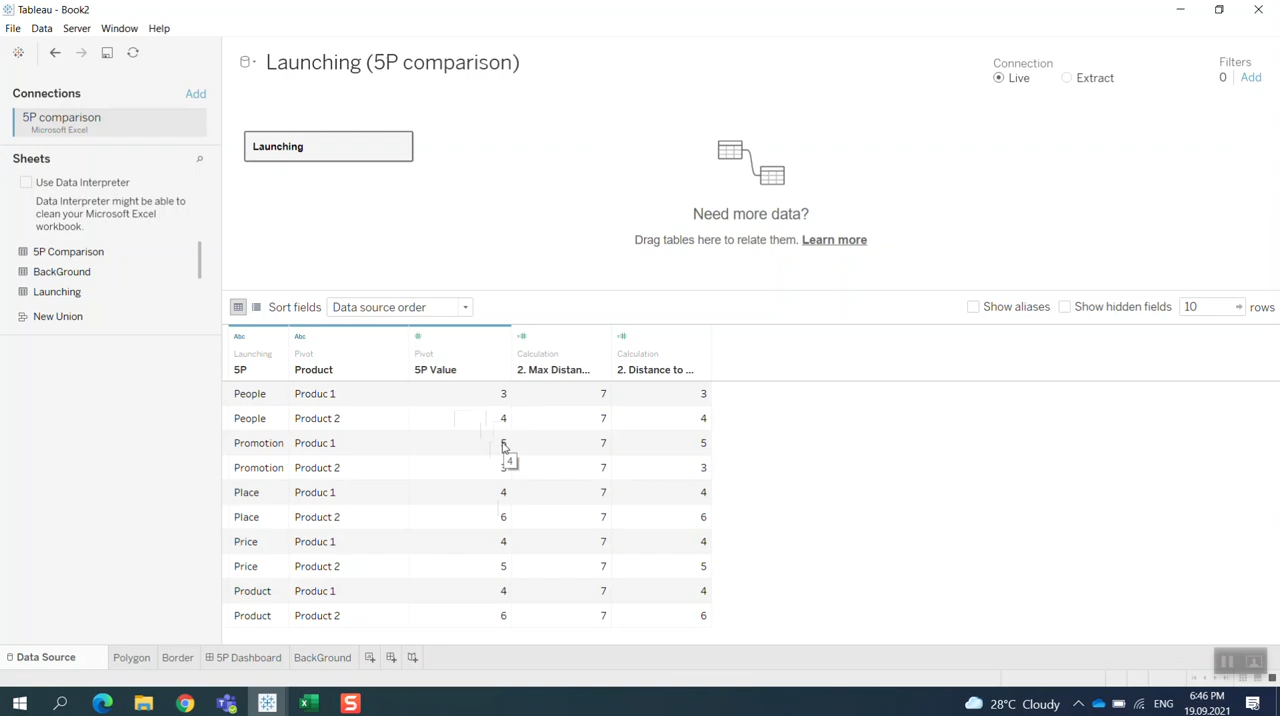 Tableau - Book2
File Data Server Window Help
Connections Add
5P comparison
Microsoft Excel
Sheets
Use Data Interpreter
Data Interpreter might be able to
clean your Microsoft Excel
workbook.
5P Comparison
BackGround
Launching
New Union
Launching (5P comparison)
Connection
Live Extract
Filters
0 Add
Launching
Need more data?
Drag tables here to relate them. Learn more
Sort fields Data source order Show aliases Show hidden fields 10 rows
Abc Abc # =# =#
Launching Pivot Pivot Calculation Calculation
5P Product 5P Value 2. Max Distan... 2. Distance to ...
People Produc 1 3 7 3
People Product 2 4 7 4
Promotion Produc 1 5 7 5
4
Promotion Product 2 3 7 3
Place Produc 1 4 7 4
Place Product 2 6 7 6
Price Produc 1 4 7 4
Price Product 2 5 7 5
Product Produc 1 4 7 4
Product Product 2 6 7 6
Data Source Polygon Border 5P Dashboard BackGround
28°C Cloudy ENG 6:46 PM
19.09.2021